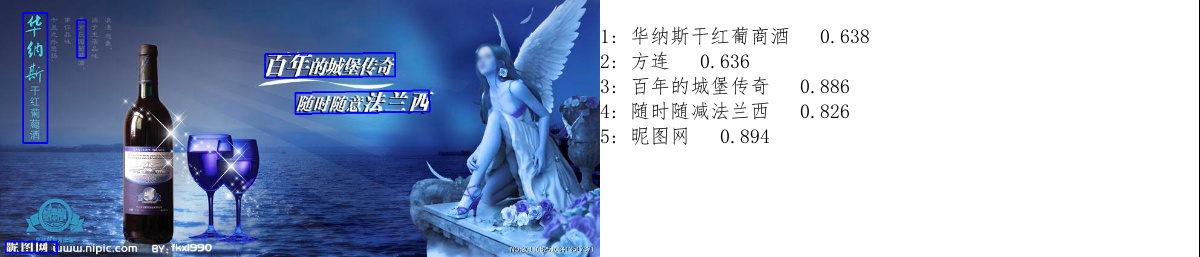 华纳斯干红葡萄酒
百年的城堡传奇
随时随意法兰西
昵图网 www.nipic.com BY:fkxl990
1: 华纳斯干红葡商酒 0.638
2: 方连 0.636
3: 百年的城堡传奇 0.886
4: 随时随减法兰西 0.826
5: 昵图网 0.894